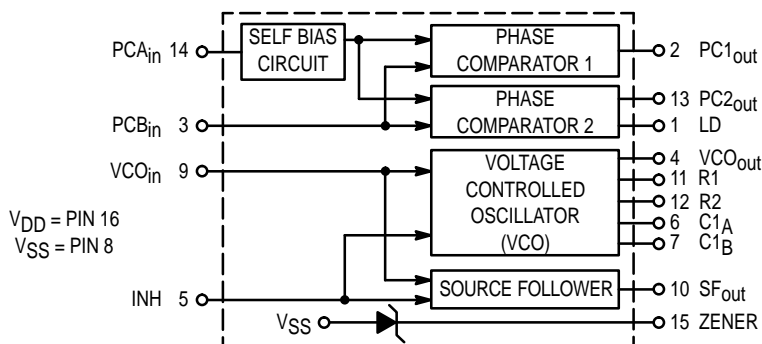 PCAin 14
SELF BIAS
CIRCUIT
PHASE
COMPARATOR 1
2 PC1out
PCBin 3
PHASE
COMPARATOR 2
13 PC2out
1 LD
VCOin 9
VOLTAGE
CONTROLLED
OSCILLATOR
(VCO)
4 VCOout
11 R1
12 R2
6 C1A
7 C1B
VDD = PIN 16
VSS = PIN 8
INH 5
SOURCE FOLLOWER
10 SFout
VSS
15 ZENER